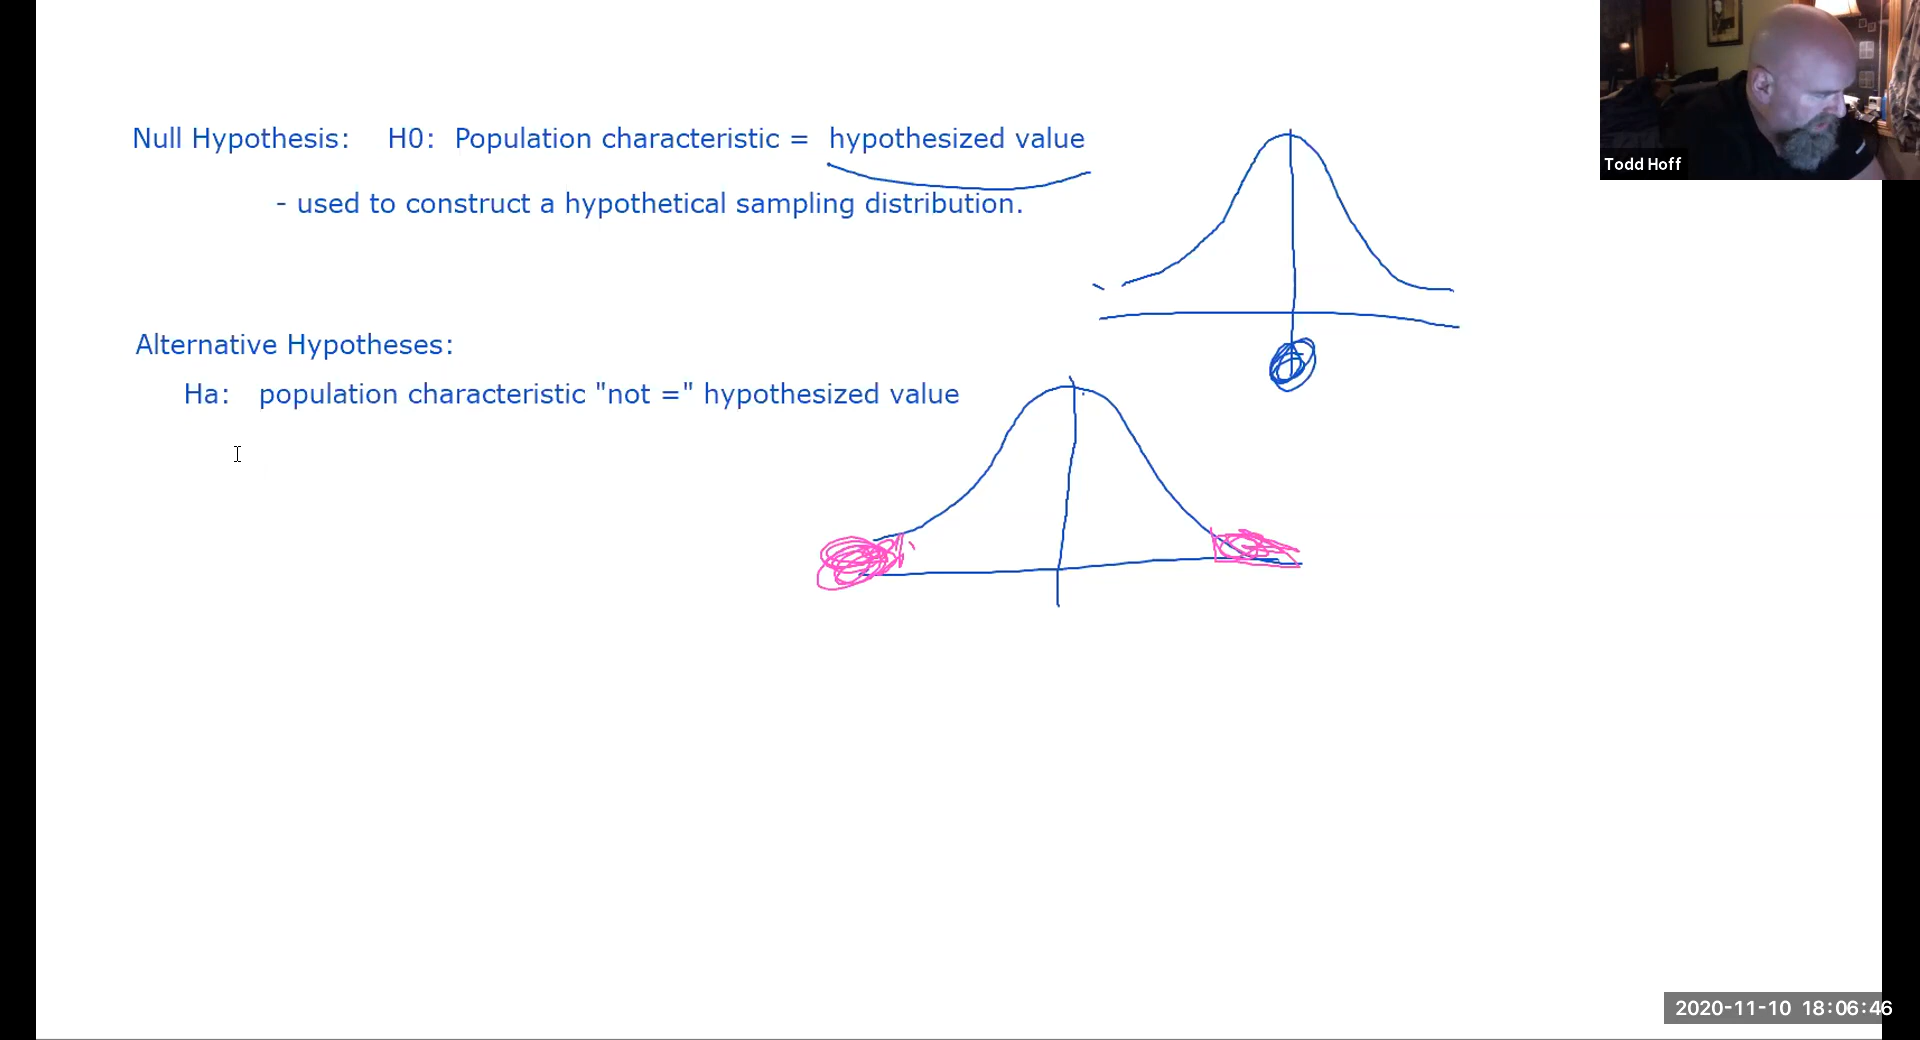 Null Hypothesis: H0: Population characteristic = hypothesized value
- used to construct a hypothetical sampling distribution.
Alternative Hypotheses:
Ha: population characteristic "not =" hypothesized value
Todd Hoff
2020-11-10 18:06:46